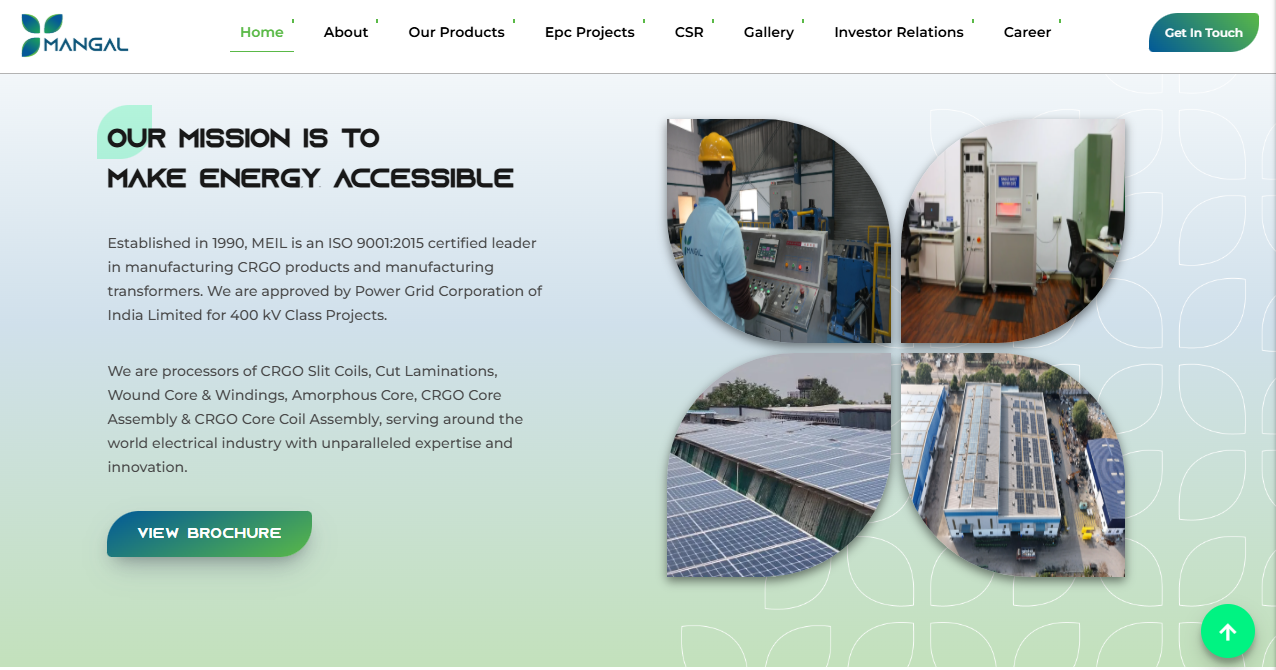 MANGAL
Home
About
Our Products
Epc Projects
CSR
Gallery
Investor Relations
Career
Get In Touch
OUR MISSION IS TO
MAKE ENERGY ACCESSIBLE
Established in 1990, MEIL is an ISO 9001:2015 certified leader
in manufacturing CRGO products and manufacturing
transformers. We are approved by Power Grid Corporation of
India Limited for 400 kV Class Projects.
We are processors of CRGO Slit Coils, Cut Laminations,
Wound Core & Windings, Amorphous Core, CRGO Core
Assembly & CRGO Core Coil Assembly, serving around the
world electrical industry with unparalleled expertise and
innovation.
VIEW BROCHURE
MANGAL